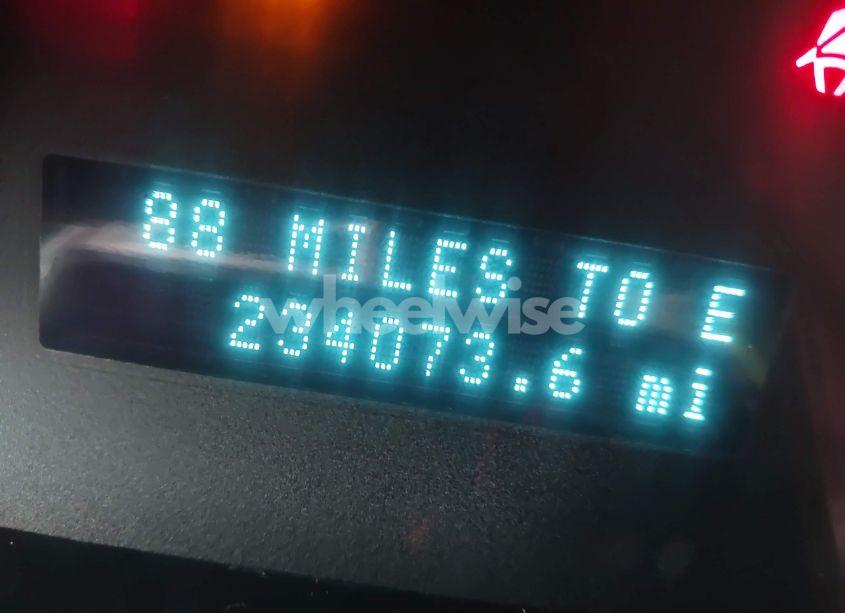 88 MILES TO E
234073.6 mi
wheelwise